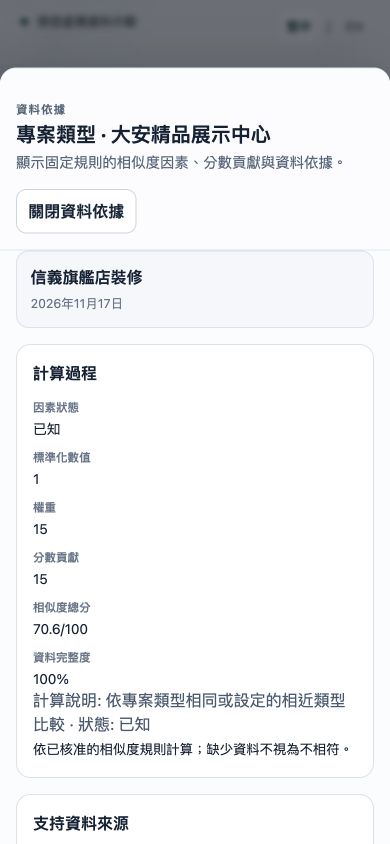 資料依據
專案類型 · 大安精品展示中心
顯示固定規則的相似度因素、分數貢獻與資料依據。
關閉資料依據
信義旗艦店裝修
2026年11月17日
計算過程
因素狀態
已知
標準化數值
1
權重
15
分數貢獻
15
相似度總分
70.6/100
資料完整度
100%
計算說明: 依專案類型相同或設定的相近類型
比較 · 狀態: 已知
依已核准的相似度規則計算；缺少資料不視為不相符。
支持資料來源